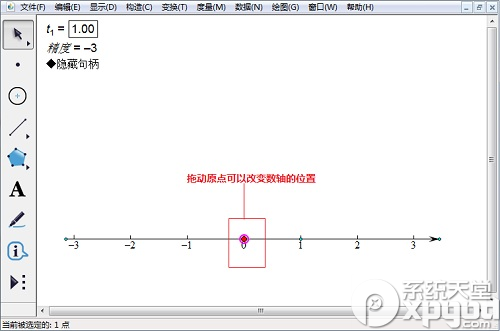 文件(F) 编辑(E) 显示(D) 构造(C) 变换(T) 度量(M) 数据(N) 绘图(G) 窗口(W) 帮助(H)
t1 = 1.00
精度 = –3
◆隐藏句柄
拖动原点可以改变数轴的位置
–3 –2 –1 0 1 2 3
A
系统天堂
xpgod
当前被选定的: 1 点